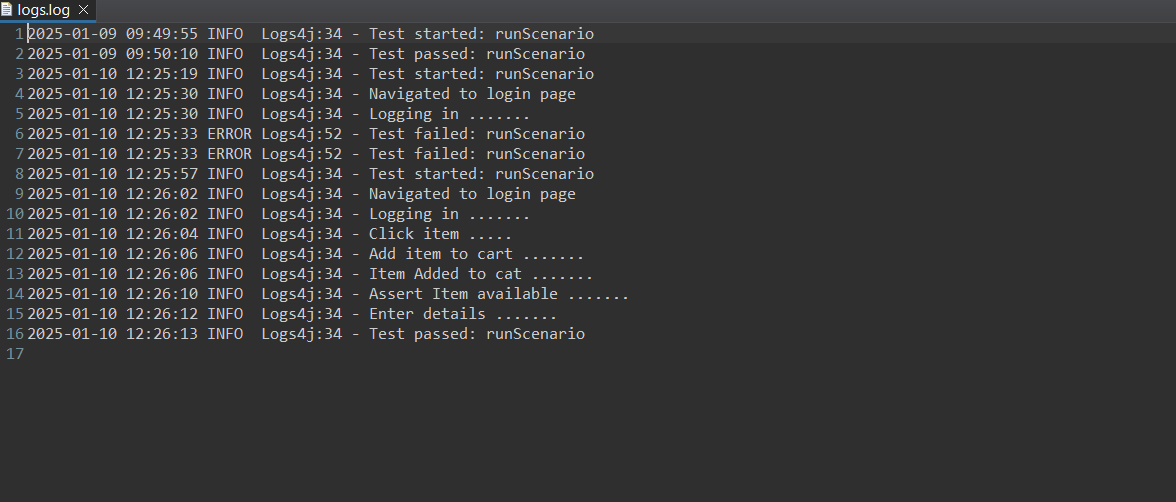 logs.log
1 2025-01-09 09:49:55 INFO  Logs4j:34 - Test started: runScenario
2 2025-01-09 09:50:10 INFO  Logs4j:34 - Test passed: runScenario
3 2025-01-10 12:25:19 INFO  Logs4j:34 - Test started: runScenario
4 2025-01-10 12:25:30 INFO  Logs4j:34 - Navigated to login page
5 2025-01-10 12:25:30 INFO  Logs4j:34 - Logging in .......
6 2025-01-10 12:25:33 ERROR Logs4j:52 - Test failed: runScenario
7 2025-01-10 12:25:33 ERROR Logs4j:52 - Test failed: runScenario
8 2025-01-10 12:25:57 INFO  Logs4j:34 - Test started: runScenario
9 2025-01-10 12:26:02 INFO  Logs4j:34 - Navigated to login page
10 2025-01-10 12:26:02 INFO  Logs4j:34 - Logging in .......
11 2025-01-10 12:26:04 INFO  Logs4j:34 - Click item .....
12 2025-01-10 12:26:06 INFO  Logs4j:34 - Add item to cart .......
13 2025-01-10 12:26:06 INFO  Logs4j:34 - Item Added to cat .......
14 2025-01-10 12:26:10 INFO  Logs4j:34 - Assert Item available .......
15 2025-01-10 12:26:12 INFO  Logs4j:34 - Enter details .......
16 2025-01-10 12:26:13 INFO  Logs4j:34 - Test passed: runScenario
17